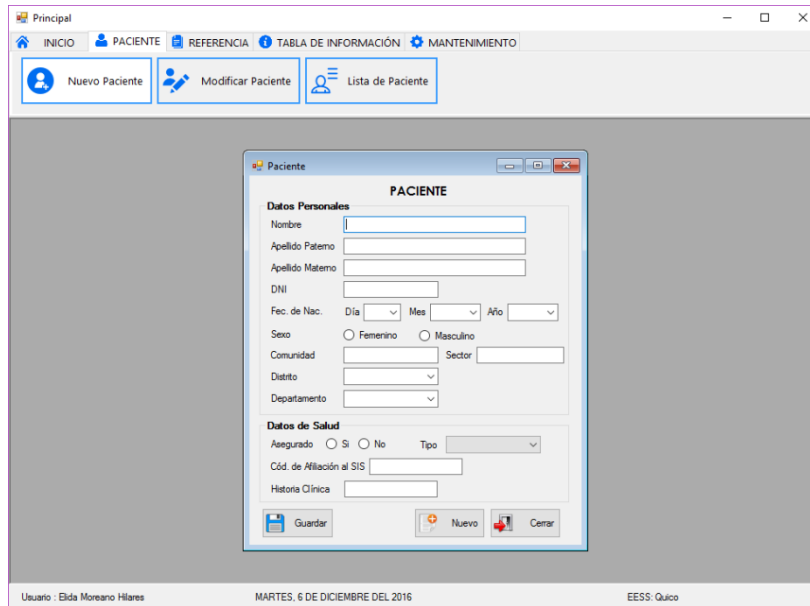 Principal
INICIO PACIENTE REFERENCIA TABLA DE INFORMACIÓN MANTENIMIENTO
Nuevo Paciente Modificar Paciente Lista de Paciente
Paciente
PACIENTE
Datos Personales
Nombre
Apellido Paterno
Apellido Materno
DNI
Fec. de Nac. Día Mes Año
Sexo Femenino Masculino
Comunidad Sector
Distrito
Departamento
Datos de Salud
Asegurado Si No Tipo
Cód. de Afiliación al SIS
Historia Clínica
Guardar Nuevo Cerrar
Usuario : Elida Moreano Hilares MARTES, 6 DE DICIEMBRE DEL 2016 EESS: Quico